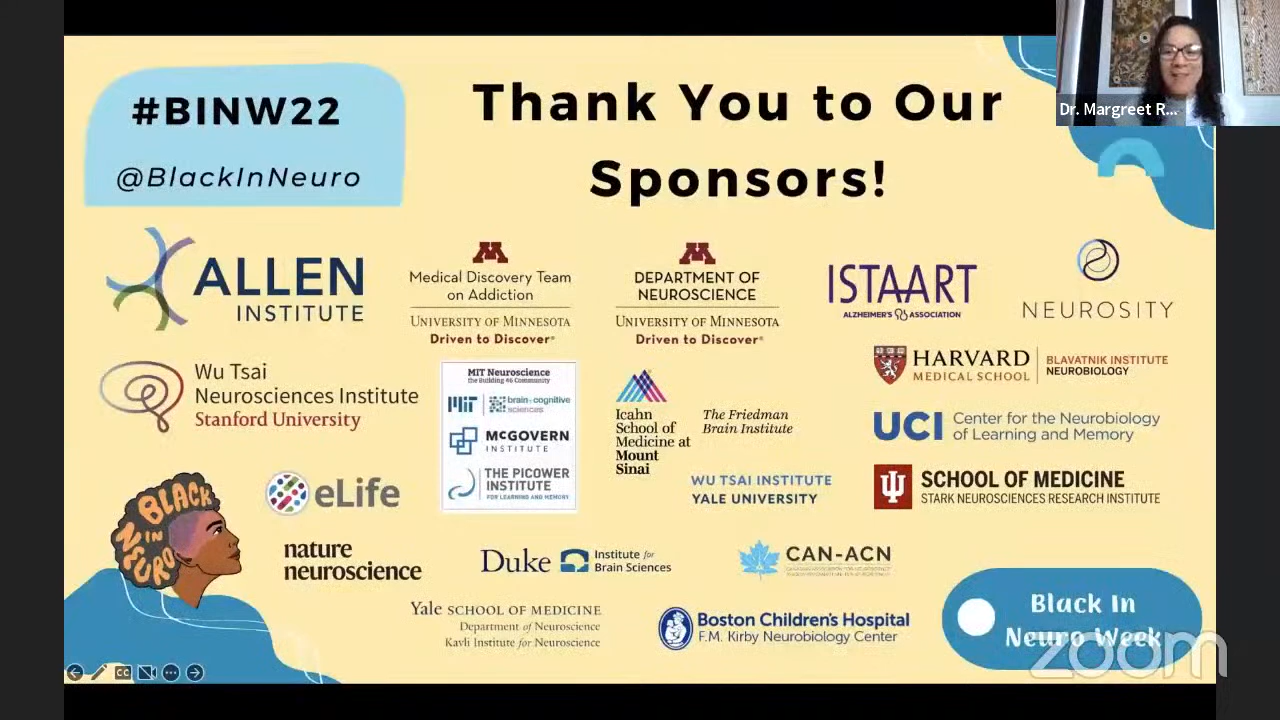 #BINW22
@BlackInNeuro
Thank You to Our
Sponsors!
Dr. Margreet R...
ALLEN
INSTITUTE
M
Medical Discovery Team
on Addiction
UNIVERSITY OF MINNESOTA
Driven to Discover®
M
DEPARTMENT OF
NEUROSCIENCE
UNIVERSITY OF MINNESOTA
Driven to Discover®
ISTAART
ALZHEIMER'S ASSOCIATION
NEUROSITY
Wu Tsai
Neurosciences Institute
Stanford University
MIT Neuroscience
the Building 46 Community
MIT
brain+cognitive
sciences
McGOVERN
INSTITUTE
THE PICOWER
INSTITUTE
FOR LEARNING AND MEMORY
Icahn
School of
Medicine at
Mount
Sinai
The Friedman
Brain Institute
HARVARD
MEDICAL SCHOOL
BLAVATNIK INSTITUTE
NEUROBIOLOGY
UCI
Center for the Neurobiology
of Learning and Memory
BLACK
IN
NEURO
eLife
WU TSAI INSTITUTE
YALE UNIVERSITY
SCHOOL OF MEDICINE
STARK NEUROSCIENCES RESEARCH INSTITUTE
nature
neuroscience
Duke
Institute for
Brain Sciences
CAN-ACN
Yale SCHOOL OF MEDICINE
Department of Neuroscience
Kavli Institute for Neuroscience
Boston Children's Hospital
F.M. Kirby Neurobiology Center
Black In
Neuro Week
zoom
CC